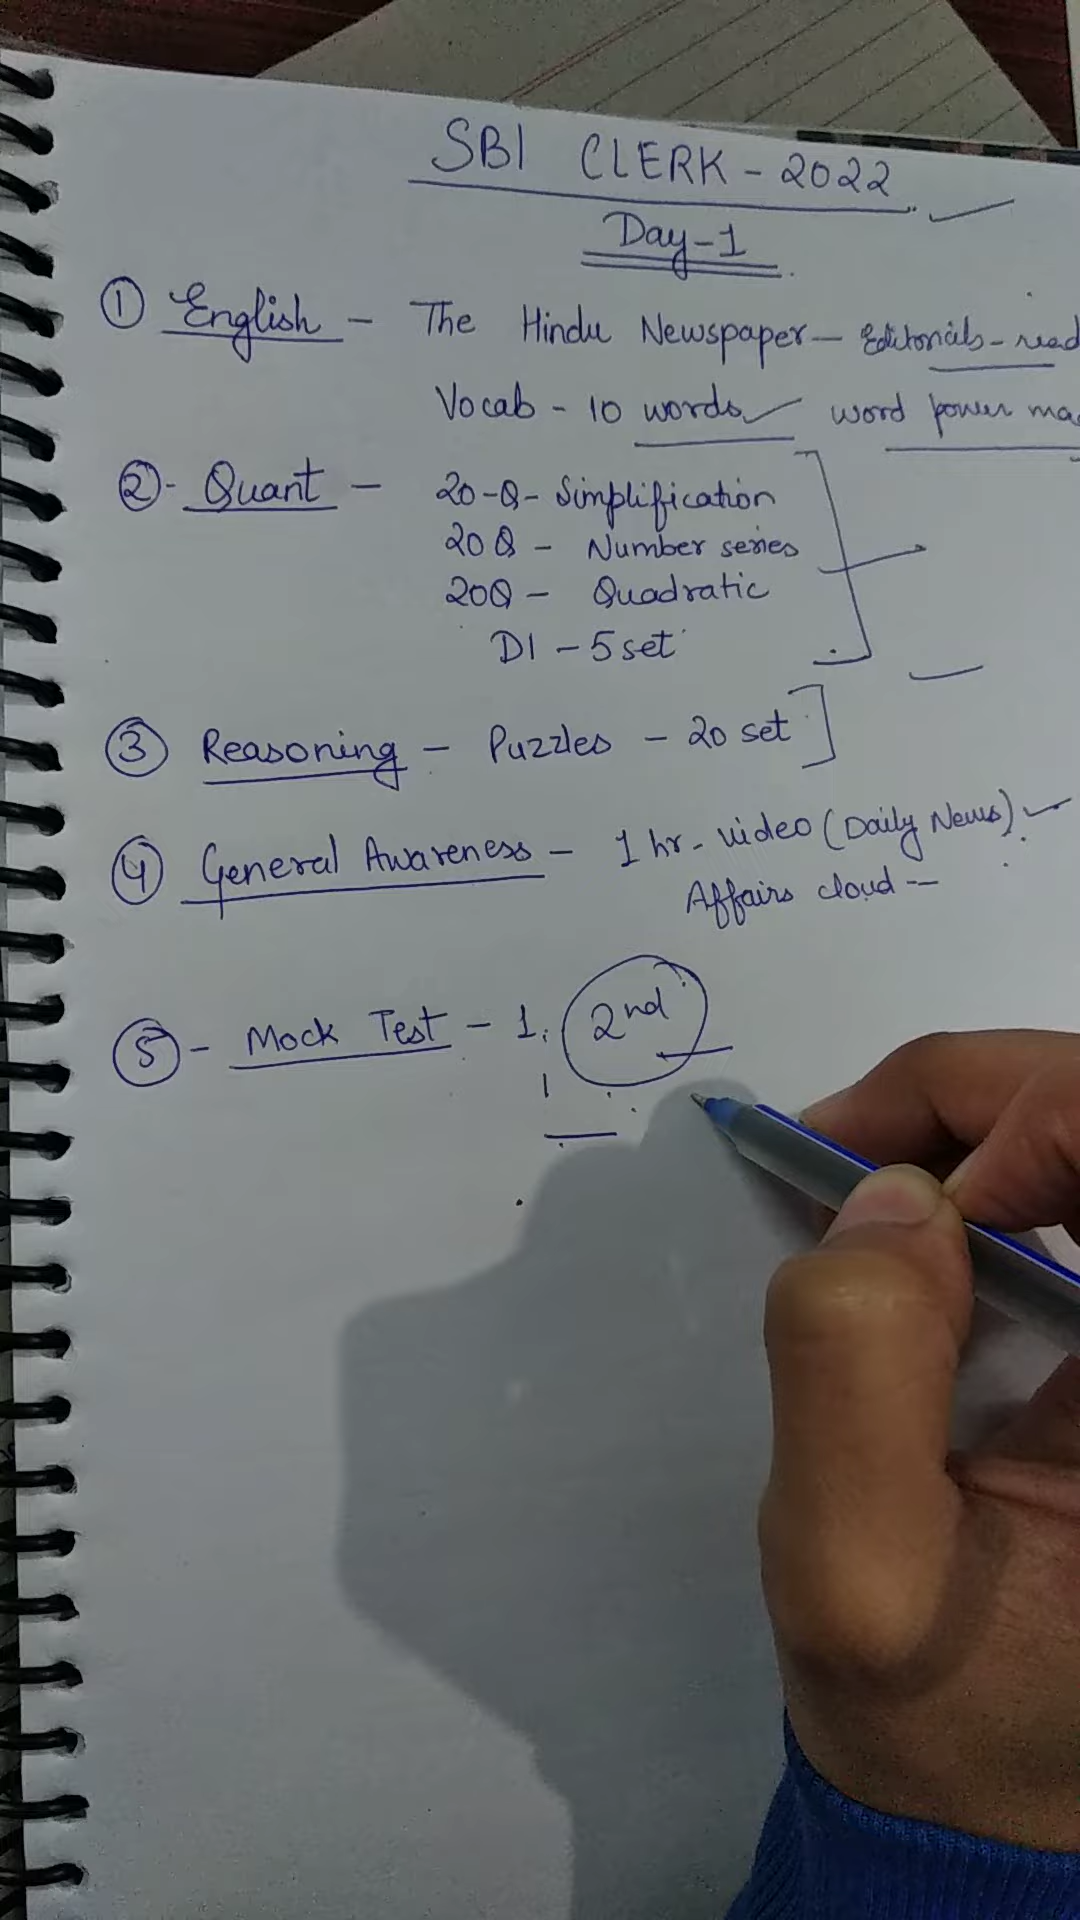 SBI CLERK - 2022
Day-1
① English - The Hindu Newspaper - Editorials - read
Vocab - 10 words word power
②- Quant - 20-Q- Simplification
20 Q - Number series
20Q - Quadratic
DI - 5 set
③ Reasoning - Puzzles - 20 set]
④ General Awareness - 1 hr. video (Daily News)
Affairs cloud -
⑤- Mock Test - 1. 2nd